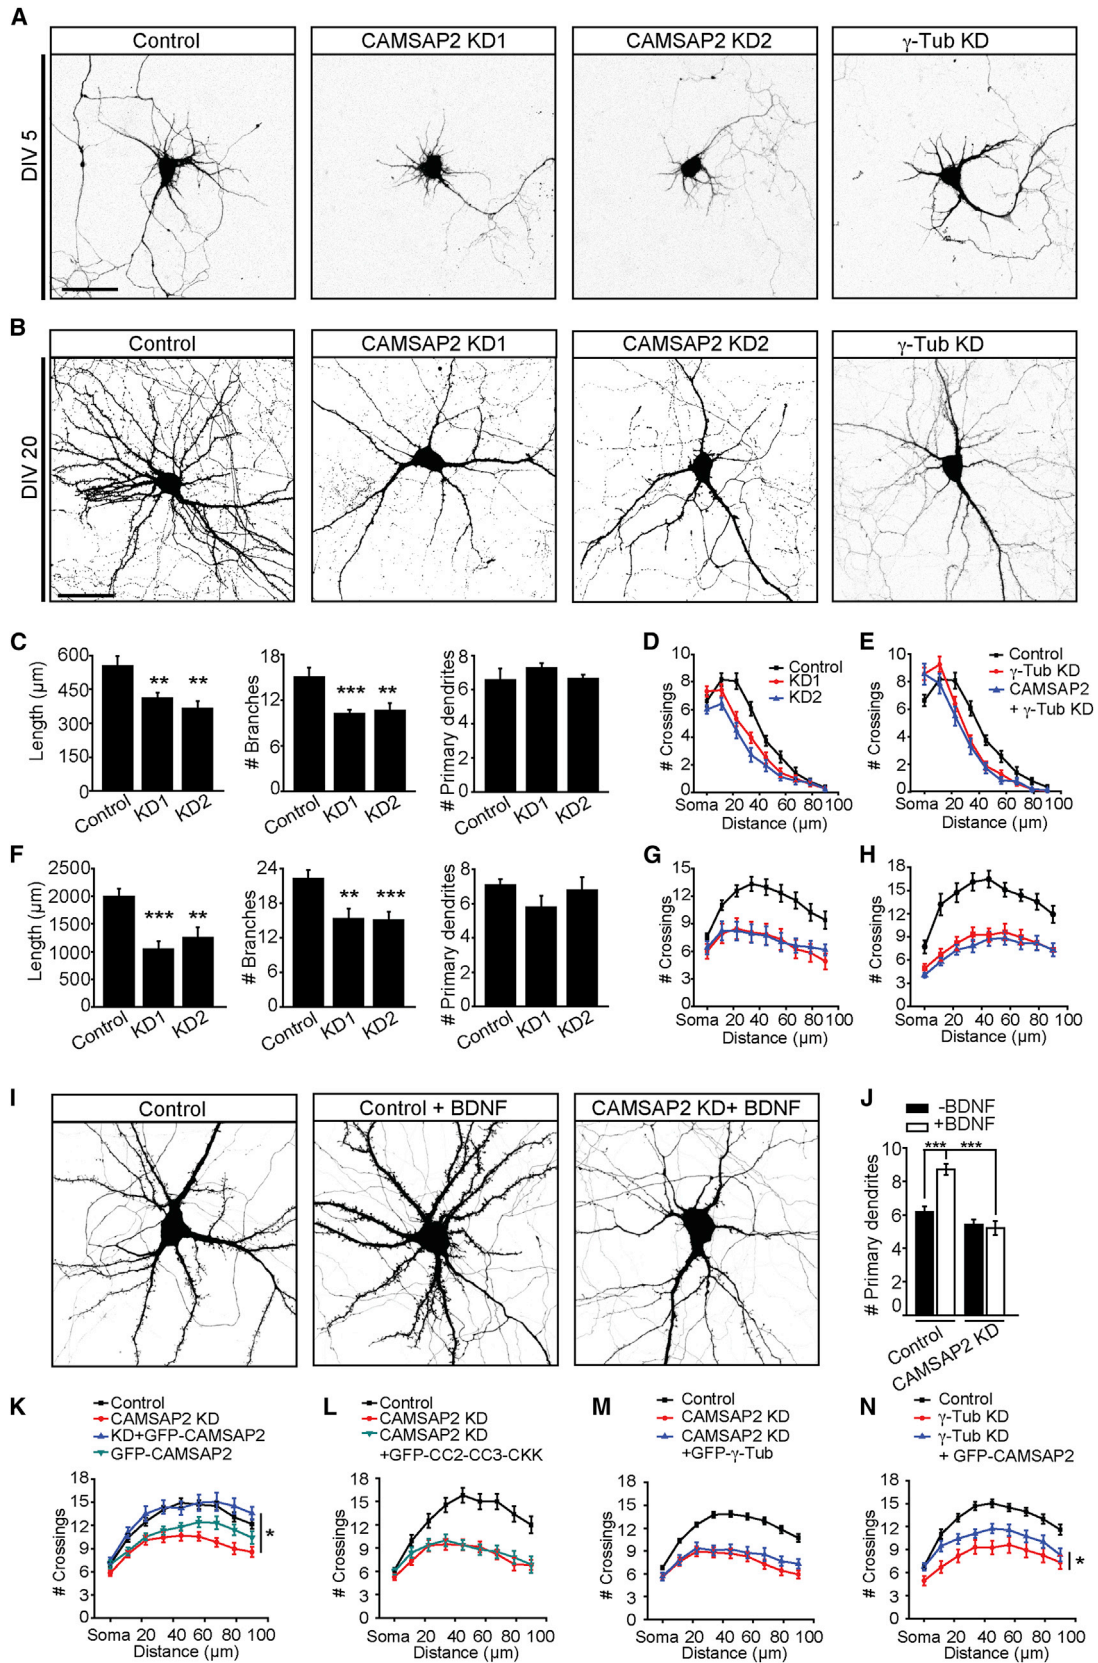 A
Control
CAMSAP2 KD1
CAMSAP2 KD2
γ-Tub KD
DIV 5
B
Control
CAMSAP2 KD1
CAMSAP2 KD2
γ-Tub KD
DIV 20
C
Length (µm)
600
450
300
150
0
Control
KD1
KD2
**
**
# Branches
18
12
6
0
Control
KD1
KD2
***
**
# Primary dendrites
8
6
4
2
0
Control
KD1
KD2
D
Control
KD1
KD2
# Crossings
10
8
6
4
2
0
Soma 20 40 60 80 100
Distance (µm)
E
Control
γ-Tub KD
CAMSAP2
+ γ-Tub KD
# Crossings
10
8
6
4
2
0
Soma 20 40 60 80 100
Distance (µm)
F
Length (µm)
2500
2000
1500
1000
500
0
Control
KD1
KD2
***
**
# Branches
24
18
12
6
0
Control
KD1
KD2
**
***
# Primary dendrites
8
6
4
2
0
Control
KD1
KD2
G
# Crossings
15
12
9
6
3
0
Soma 20 40 60 80 100
Distance (µm)
H
# Crossings
18
15
12
9
6
3
0
Soma 20 40 60 80 100
Distance (µm)
I
Control
Control + BDNF
CAMSAP2 KD+ BDNF
J
-BDNF
+BDNF
# Primary dendrites
10
8
6
4
2
0
*** ***
Control
CAMSAP2 KD
K
Control
CAMSAP2 KD
KD+GFP-CAMSAP2
GFP-CAMSAP2
# Crossings
18
15
12
9
6
3
0
*
Soma 20 40 60 80 100
Distance (µm)
L
Control
CAMSAP2 KD
CAMSAP2 KD
+GFP-CC2-CC3-CKK
# Crossings
18
15
12
9
6
3
0
Soma 20 40 60 80 100
Distance (µm)
M
Control
CAMSAP2 KD
CAMSAP2 KD
+GFP-γ-Tub
# Crossings
18
15
12
9
6
3
0
Soma 20 40 60 80 100
Distance (µm)
N
Control
γ-Tub KD
γ-Tub KD
+ GFP-CAMSAP2
# Crossings
18
15
12
9
6
3
0
*
Soma 20 40 60 80 100
Distance (µm)